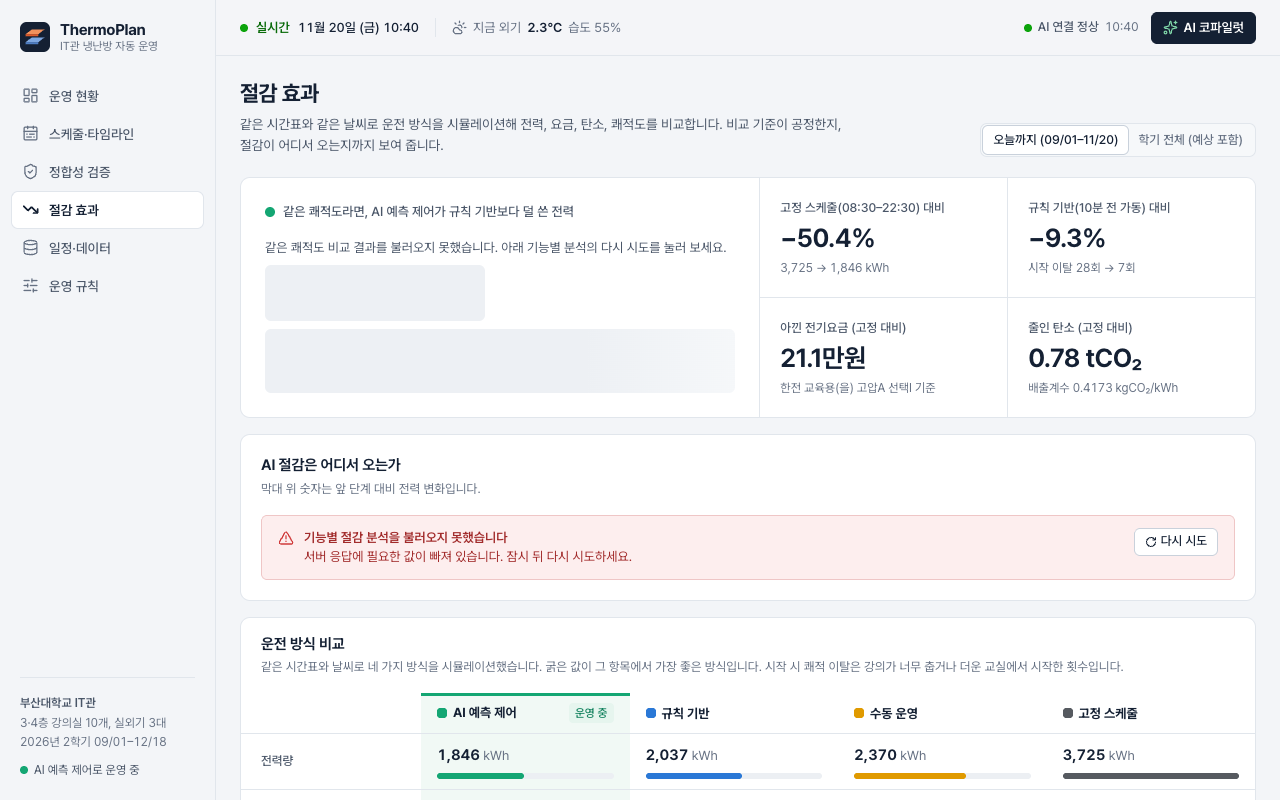 ThermoPlan
IT관 냉난방 자동 운영
운영 현황
스케줄·타임라인
정합성 검증
절감 효과
일정·데이터
운영 규칙
부산대학교 IT관
3·4층 강의실 10개, 실외기 3대
2026년 2학기 09/01–12/18
AI 예측 제어로 운영 중
실시간 11월 20일 (금) 10:40 지금 외기 2.3°C 습도 55%
AI 연결 정상 10:40 AI 코파일럿
절감 효과
같은 시간표와 같은 날씨로 운전 방식을 시뮬레이션해 전력, 요금, 탄소, 쾌적도를 비교합니다. 비교 기준이 공정한지,
절감이 어디서 오는지까지 보여 줍니다.
오늘까지 (09/01–11/20) 학기 전체 (예상 포함)
같은 쾌적도라면, AI 예측 제어가 규칙 기반보다 덜 쓴 전력
같은 쾌적도 비교 결과를 불러오지 못했습니다. 아래 기능별 분석의 다시 시도를 눌러 보세요.
고정 스케줄(08:30–22:30) 대비
−50.4%
3,725 → 1,846 kWh
규칙 기반(10분 전 가동) 대비
−9.3%
시작 이탈 28회 → 7회
아낀 전기요금 (고정 대비)
21.1만원
한전 교육용(을) 고압A 선택I 기준
줄인 탄소 (고정 대비)
0.78 tCO₂
배출계수 0.4173 kgCO₂/kWh
AI 절감은 어디서 오는가
막대 위 숫자는 앞 단계 대비 전력 변화입니다.
기능별 절감 분석을 불러오지 못했습니다
서버 응답에 필요한 값이 빠져 있습니다. 잠시 뒤 다시 시도하세요.
다시 시도
운전 방식 비교
같은 시간표와 날씨로 네 가지 방식을 시뮬레이션했습니다. 굵은 값이 그 항목에서 가장 좋은 방식입니다. 시작 시 쾌적 이탈은 강의가 너무 춥거나 더운 교실에서 시작한 횟수입니다.
AI 예측 제어 운영 중 규칙 기반 수동 운영 고정 스케줄
전력량 1,846 kWh 2,037 kWh 2,370 kWh 3,725 kWh